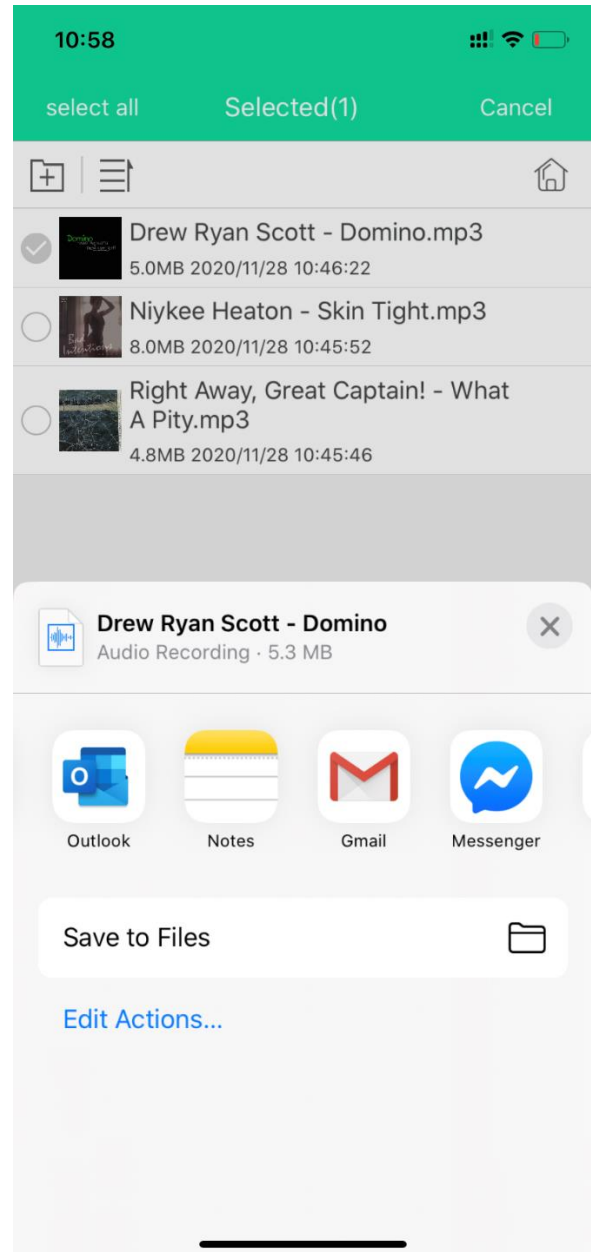 10:58
select all Selected(1) Cancel
Drew Ryan Scott - Domino.mp3
5.0MB 2020/11/28 10:46:22
Niykee Heaton - Skin Tight.mp3
8.0MB 2020/11/28 10:45:52
Right Away, Great Captain! - What
A Pity.mp3
4.8MB 2020/11/28 10:45:46
Drew Ryan Scott - Domino
Audio Recording · 5.3 MB
Outlook Notes Gmail Messenger
Save to Files
Edit Actions...